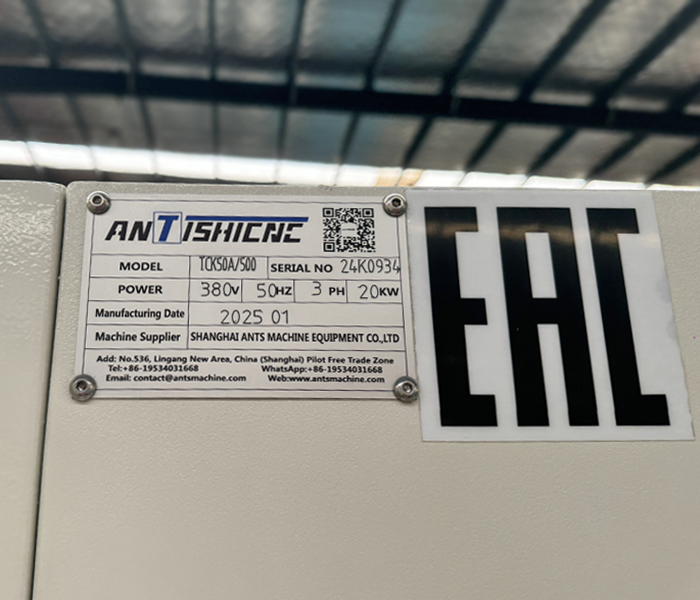 ANTISHICNC
MODEL TCK50A/500 SERIAL NO 24K0934
POWER 380V 50HZ 3 PH 20KW
Manufacturing Date 2025 01
Machine Supplier SHANGHAI ANTS MACHINE EQUIPMENT CO.,LTD
Add: No.536, Lingang New Area, China (Shanghai) Pilot Free Trade Zone
Tel:+86-19534031668 WhatsApp:+86-19534031668
Email: contact@antsmachine.com Web:www.antsmachine.com
EAC